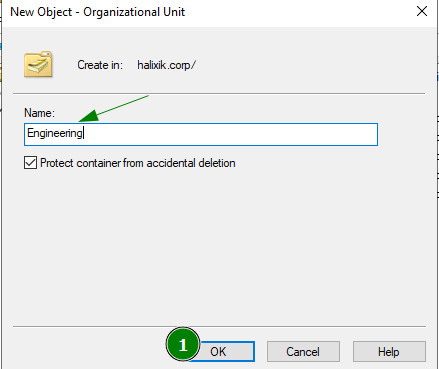 New Object - Organizational Unit
Create in: halixik.corp/
Name:
Engineering
Protect container from accidental deletion
1
OK Cancel Help